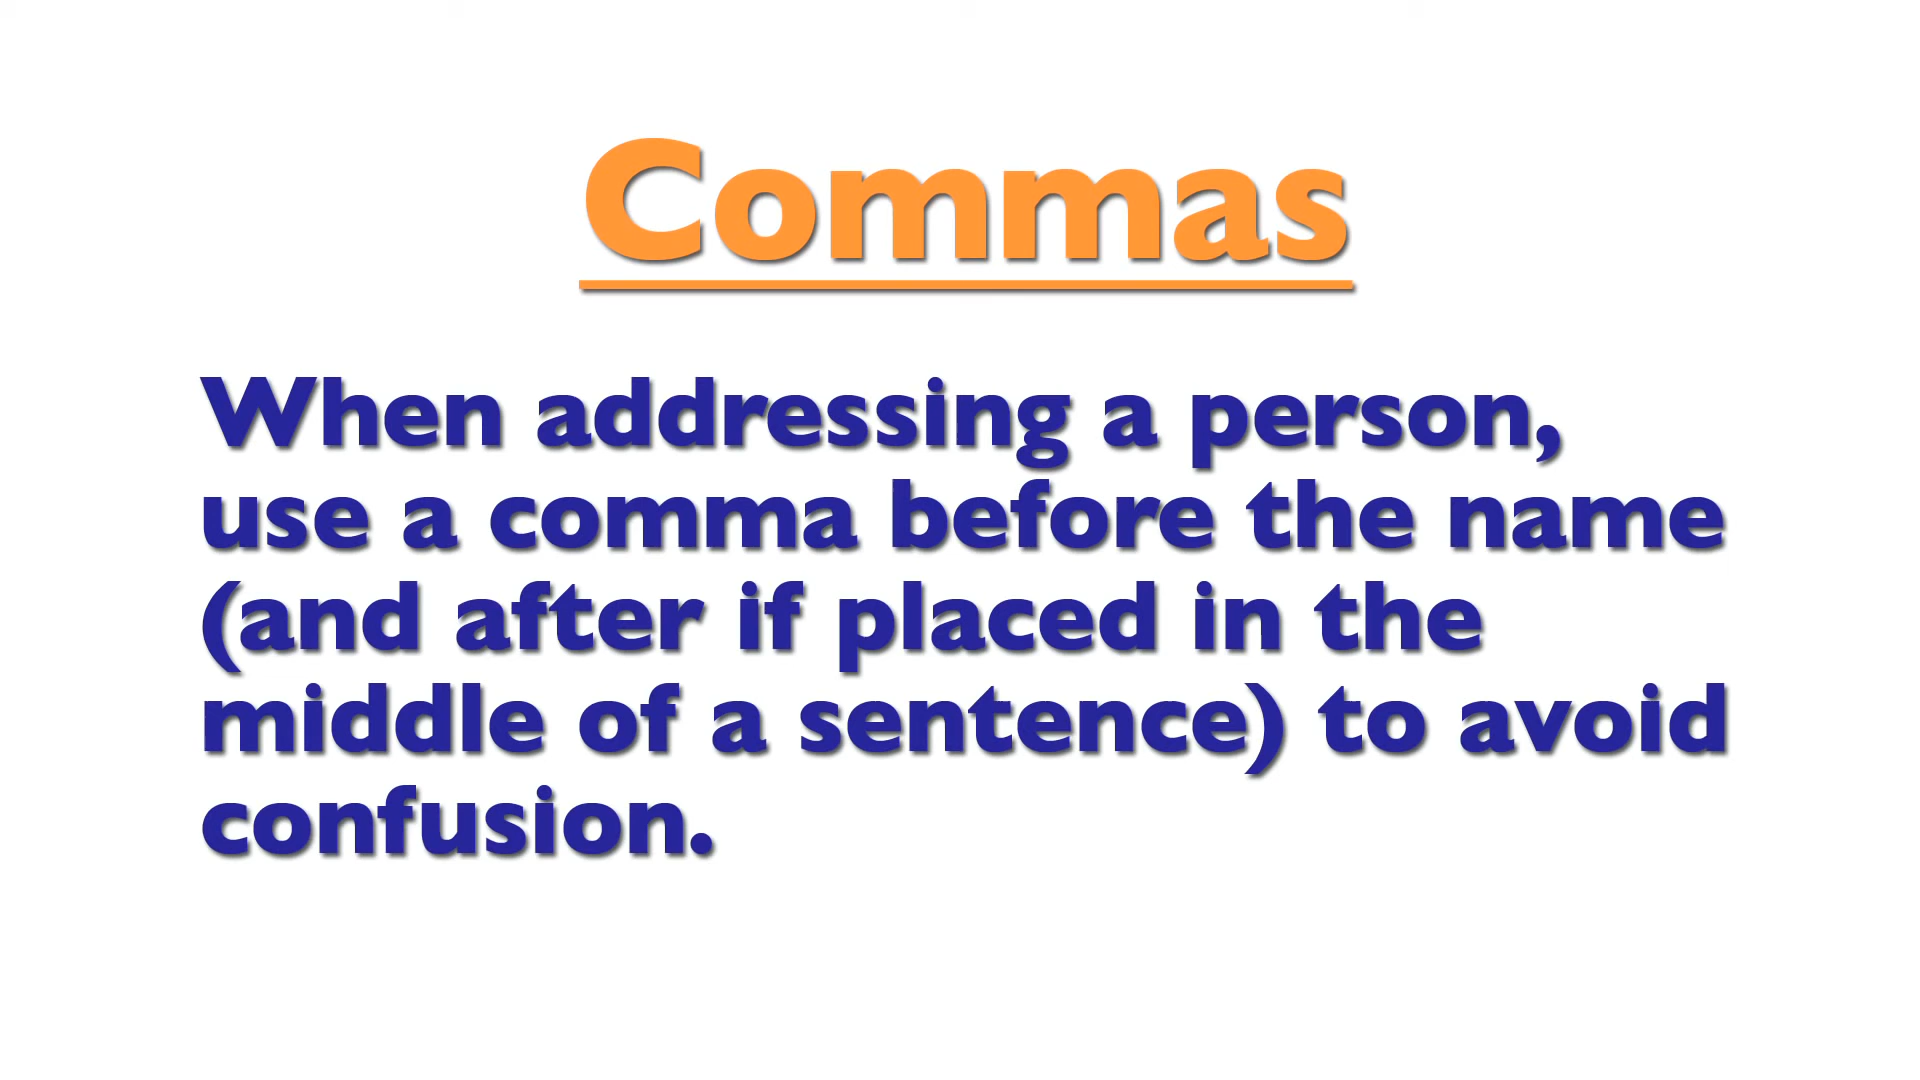 Commas
When addressing a person,
use a comma before the name
(and after if placed in the
middle of a sentence) to avoid
confusion.